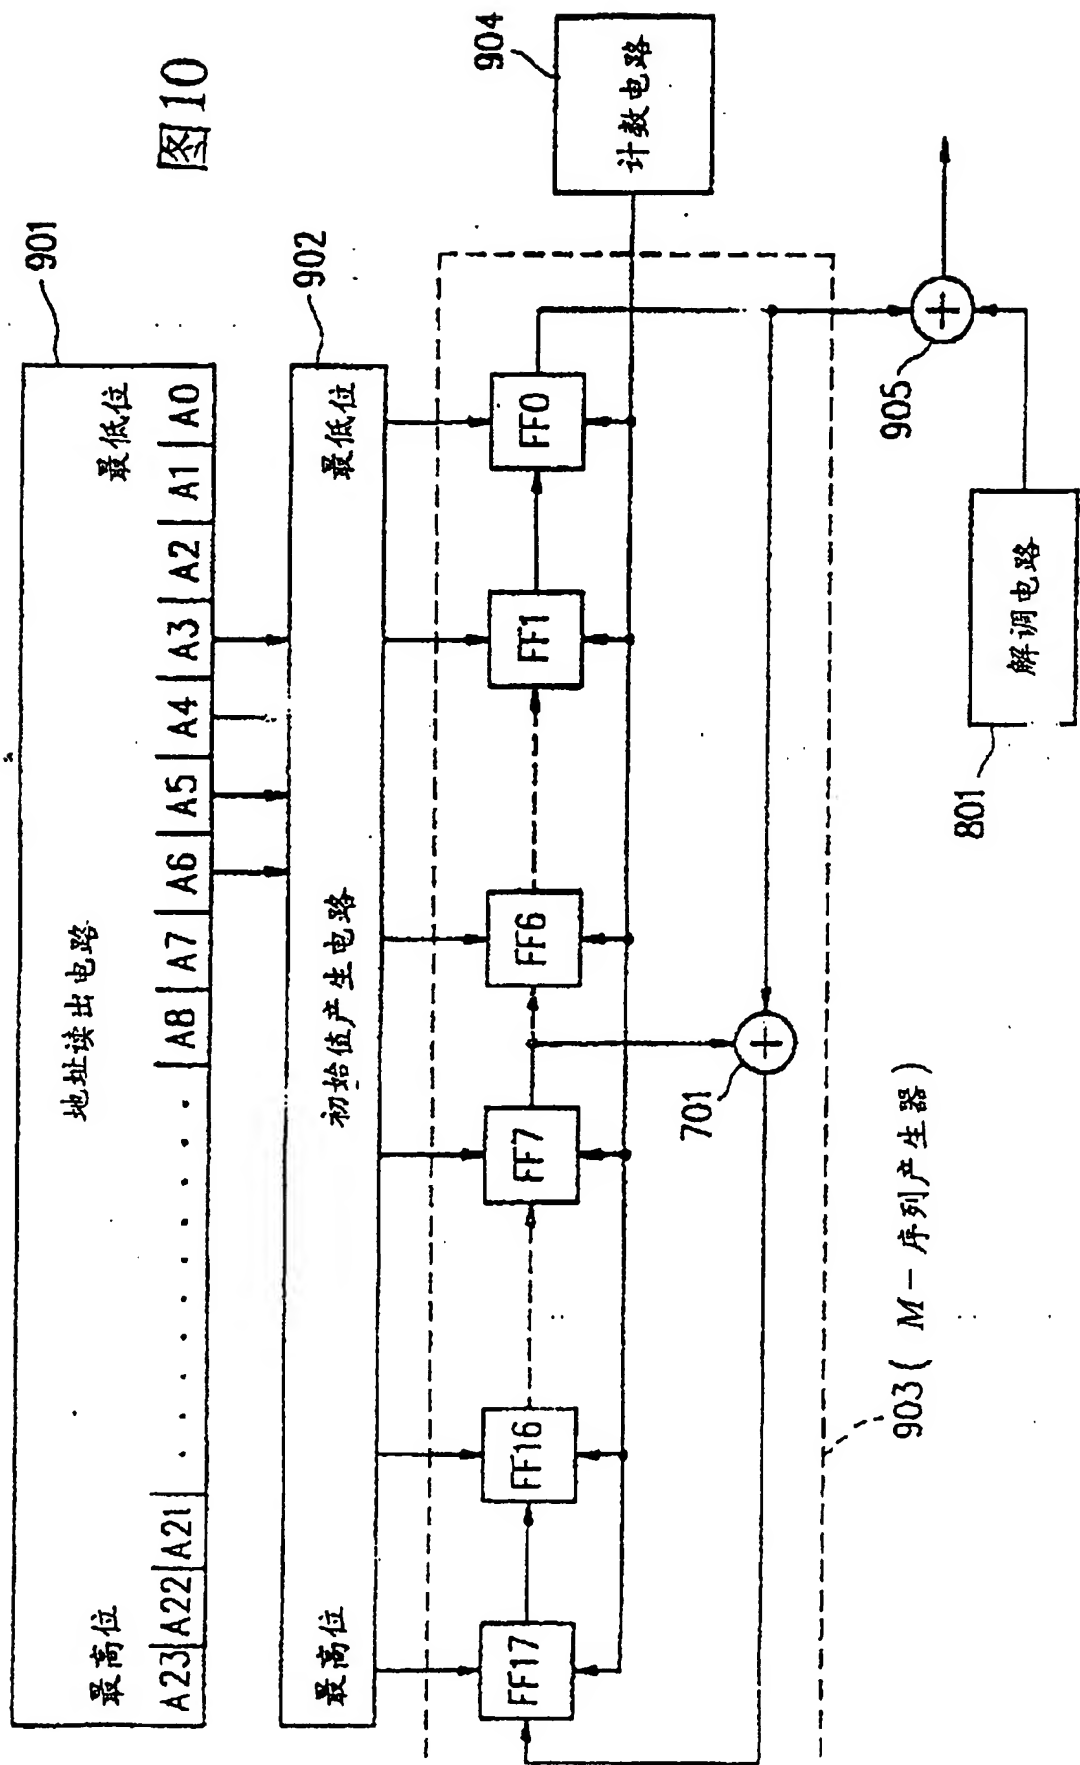 图10
901
地址读出电路
最高位
最低位
A23 A22 A21 · · · · · · A8 A7 A6 A5 A4 A3 A2 A1 A0
902
最高位
初始值产生电路
最低位
FF17
FF16
FF7
FF6
FF1
FF0
904
计数电路
701
903( M-序列产生器)
905
801
解调电路